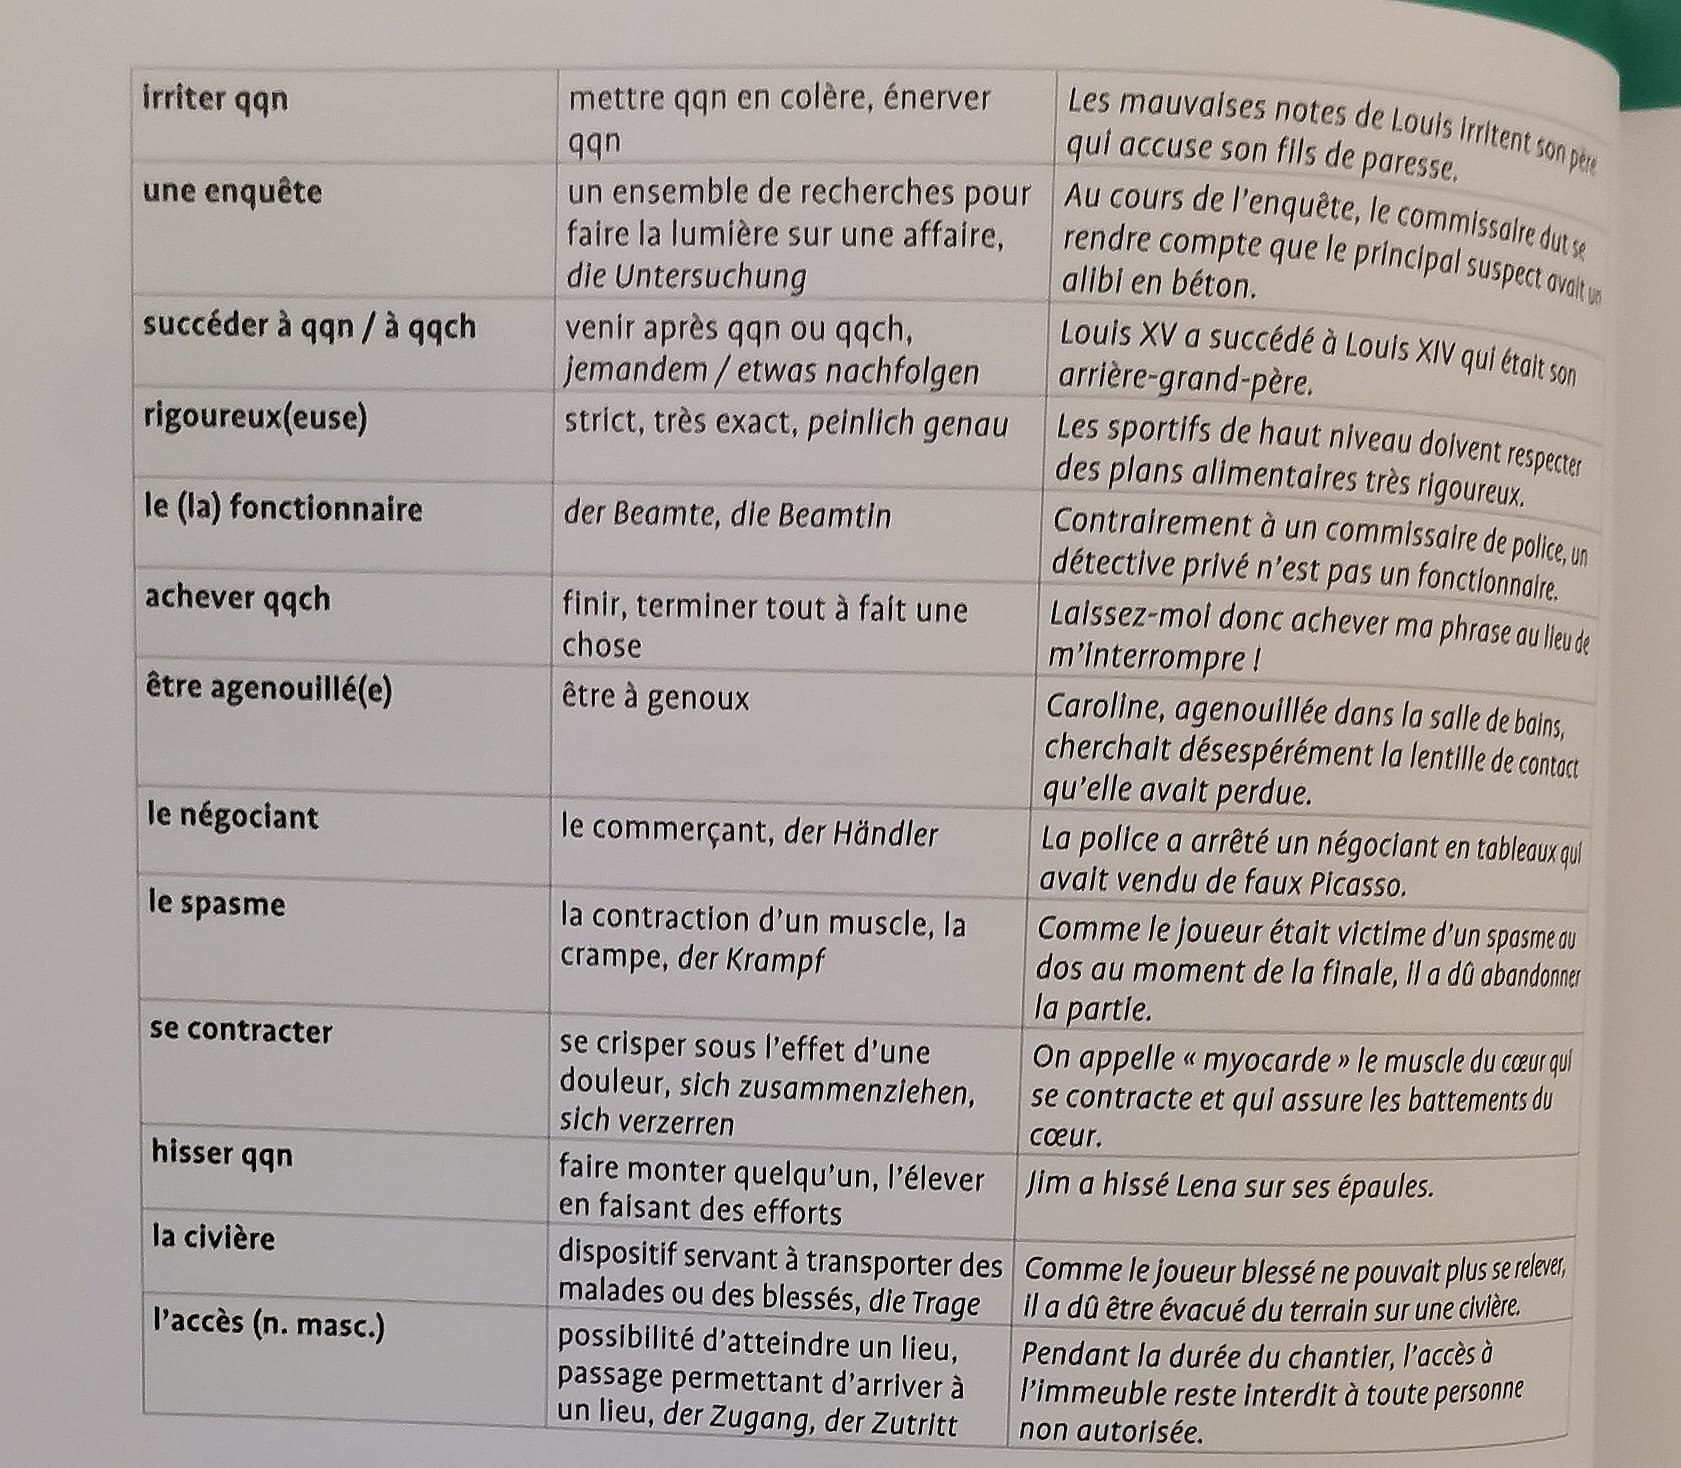 irriter qqn
mettre qqn en colère, énerver
qqn
Les mauvaises notes de Louis irritent son père
qui accuse son fils de paresse.
une enquête
un ensemble de recherches pour
faire la lumière sur une affaire,
die Untersuchung
Au cours de l'enquête, le commissaire dut se
rendre compte que le principal suspect avait un
alibi en béton.
succéder à qqn / à qqch
venir après qqn ou qqch,
jemandem / etwas nachfolgen
Louis XV a succédé à Louis XIV qui était son
arrière-grand-père.
rigoureux(euse)
strict, très exact, peinlich genau
Les sportifs de haut niveau doivent respecter
des plans alimentaires très rigoureux.
le (la) fonctionnaire
der Beamte, die Beamtin
Contrairement à un commissaire de police, un
détective privé n'est pas un fonctionnaire.
achever qqch
finir, terminer tout à fait une
chose
Laissez-moi donc achever ma phrase au lieu de
m'interrompre !
être agenouillé(e)
être à genoux
Caroline, agenouillée dans la salle de bains,
cherchait désespérément la lentille de contact
qu'elle avait perdue.
le négociant
le commerçant, der Händler
La police a arrêté un négociant en tableaux qui
avait vendu de faux Picasso.
le spasme
la contraction d'un muscle, la
crampe, der Krampf
Comme le joueur était victime d'un spasme au
dos au moment de la finale, il a dû abandonner
la partie.
se contracter
se crisper sous l'effet d'une
douleur, sich zusammenziehen,
sich verzerren
On appelle « myocarde » le muscle du cœur qui
se contracte et qui assure les battements du
cœur.
hisser qqn
faire monter quelqu'un, l'élever
en faisant des efforts
Jim a hissé Lena sur ses épaules.
la civière
dispositif servant à transporter des
malades ou des blessés, die Trage
Comme le joueur blessé ne pouvait plus se relever,
il a dû être évacué du terrain sur une civière.
l'accès (n. masc.)
possibilité d'atteindre un lieu,
passage permettant d'arriver à
un lieu, der Zugang, der Zutritt
Pendant la durée du chantier, l'accès à
l'immeuble reste interdit à toute personne
non autorisée.